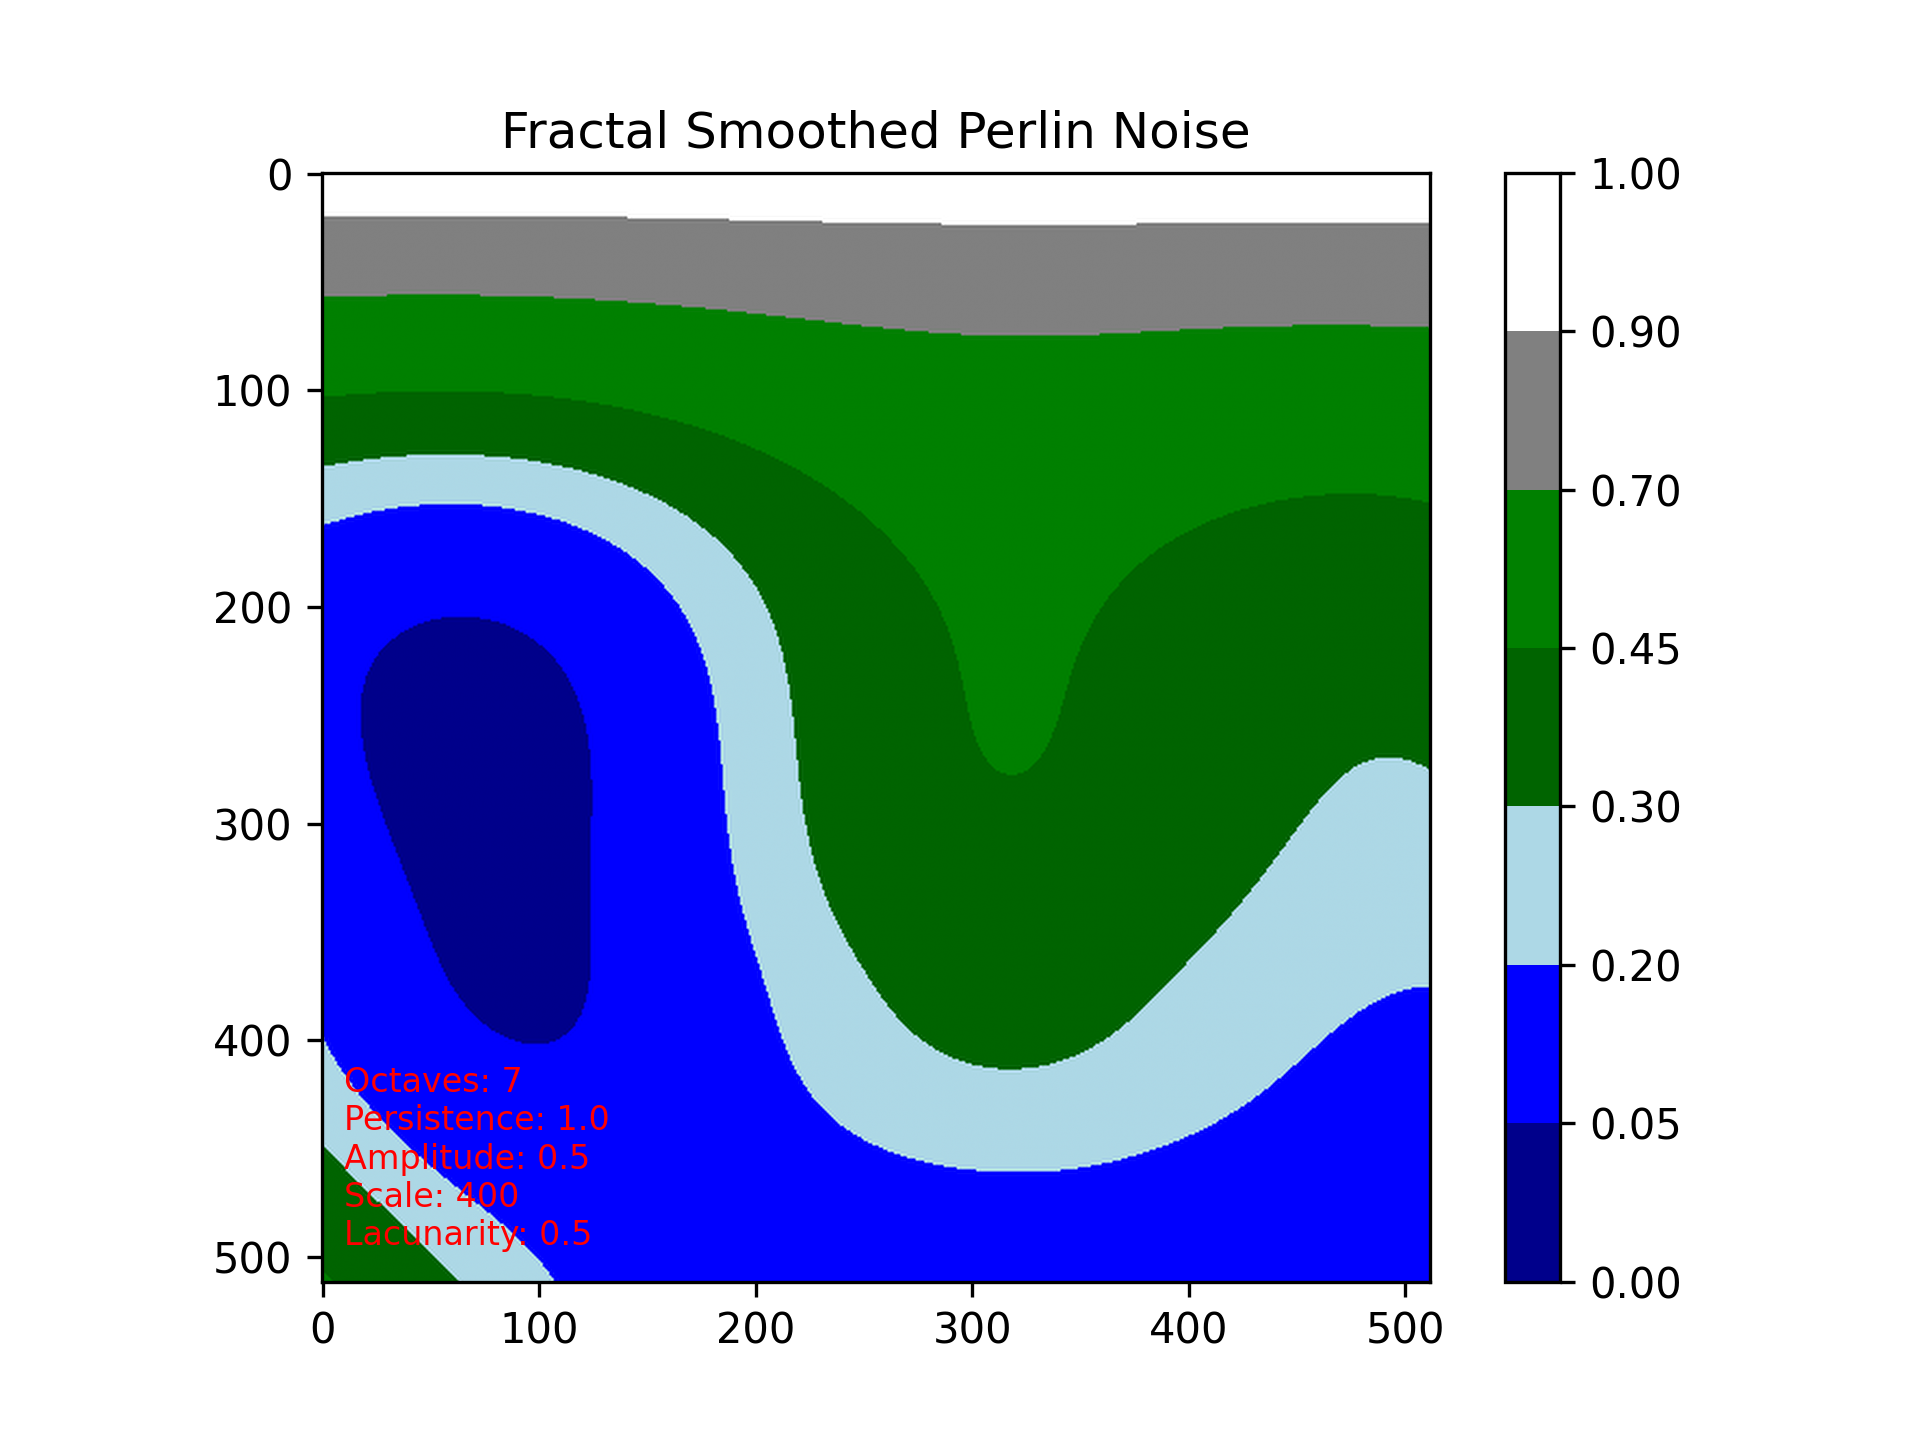 Fractal Smoothed Perlin Noise
0
100
200
300
400
500
0 100 200 300 400 500
Octaves: 7
Persistence: 1.0
Amplitude: 0.5
Scale: 400
Lacunarity: 0.5
1.00
0.90
0.70
0.45
0.30
0.20
0.05
0.00